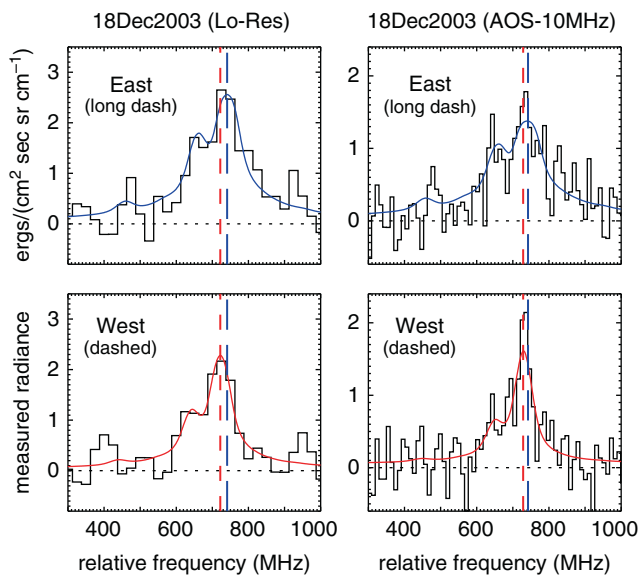 18Dec2003 (Lo-Res)
18Dec2003 (AOS-10MHz)
ergs/(cm² sec sr cm⁻¹)
3
2
1
0
East
(long dash)
2
1
0
East
(long dash)
measured radiance
3
2
1
0
West
(dashed)
2
1
0
West
(dashed)
400 600 800 1000
400 600 800 1000
relative frequency (MHz)
relative frequency (MHz)